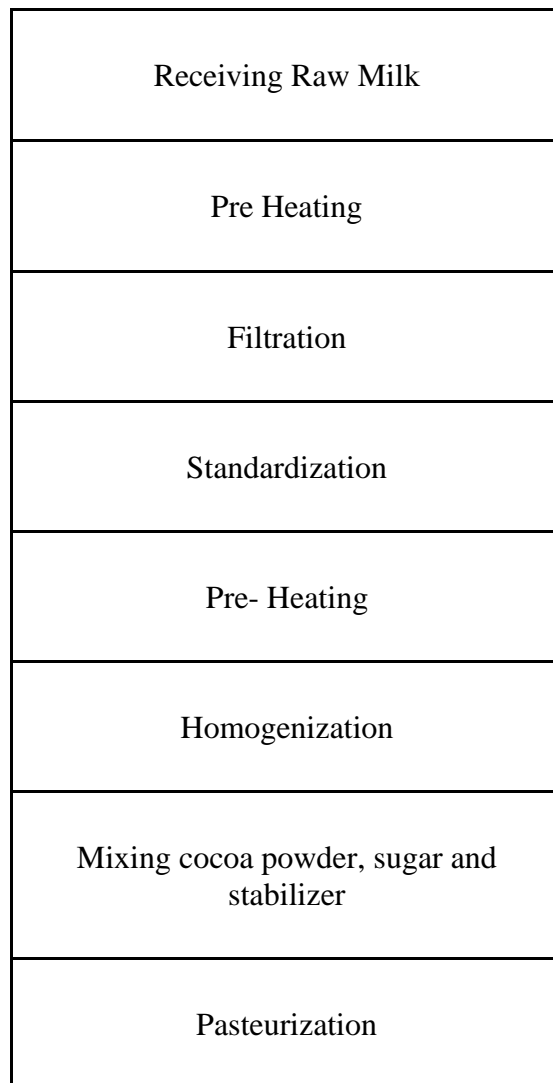 Receiving Raw Milk
Pre Heating
Filtration
Standardization
Pre- Heating
Homogenization
Mixing cocoa powder, sugar and
stabilizer
Pasteurization